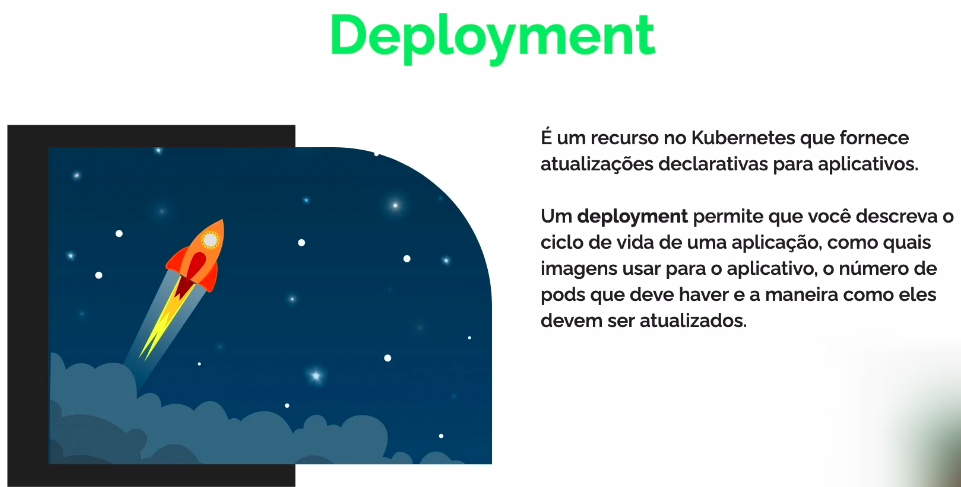 Deployment
É um recurso no Kubernetes que fornece
atualizações declarativas para aplicativos.
Um deployment permite que você descreva o
ciclo de vida de uma aplicação, como quais
imagens usar para o aplicativo, o número de
pods que deve haver e a maneira como eles
devem ser atualizados.